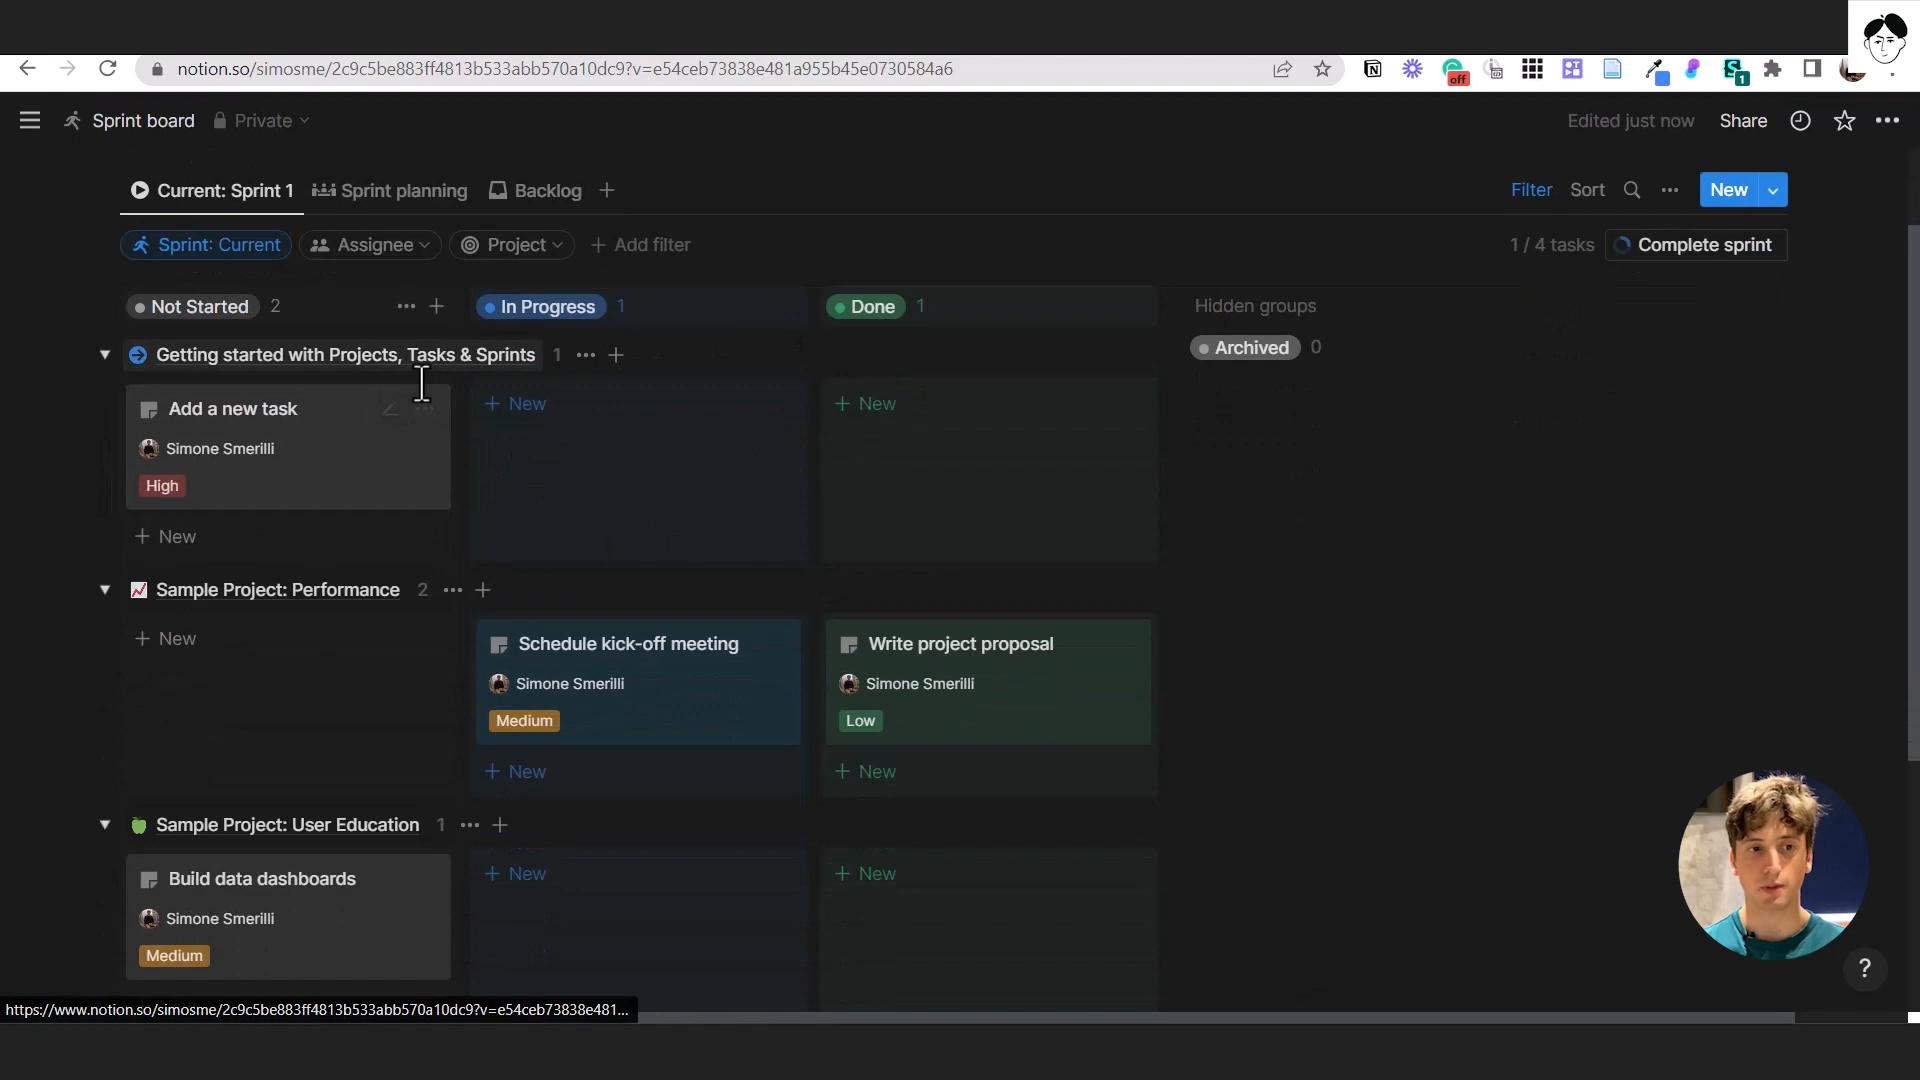 notion.so/simosme/2c9c5be883ff4813b533abb570a10dc9?v=e54ceb73838e481a955b45e0730584a6
off
1
Sprint board Private Edited just now Share
Current: Sprint 1 Sprint planning Backlog Filter Sort New
Sprint: Current Assignee Project Add filter 1 / 4 tasks Complete sprint
Not Started 2 In Progress 1 Done 1 Hidden groups
Archived 0
Getting started with Projects, Tasks & Sprints 1
Add a new task
Simone Smerilli
High
New
New
New
Sample Project: Performance 2
New
Schedule kick-off meeting
Simone Smerilli
Medium
New
Write project proposal
Simone Smerilli
Low
New
Sample Project: User Education 1
Build data dashboards
Simone Smerilli
Medium
New
New
?
https://www.notion.so/simosme/2c9c5be883ff4813b533abb570a10dc9?v=e54ceb73838e481...